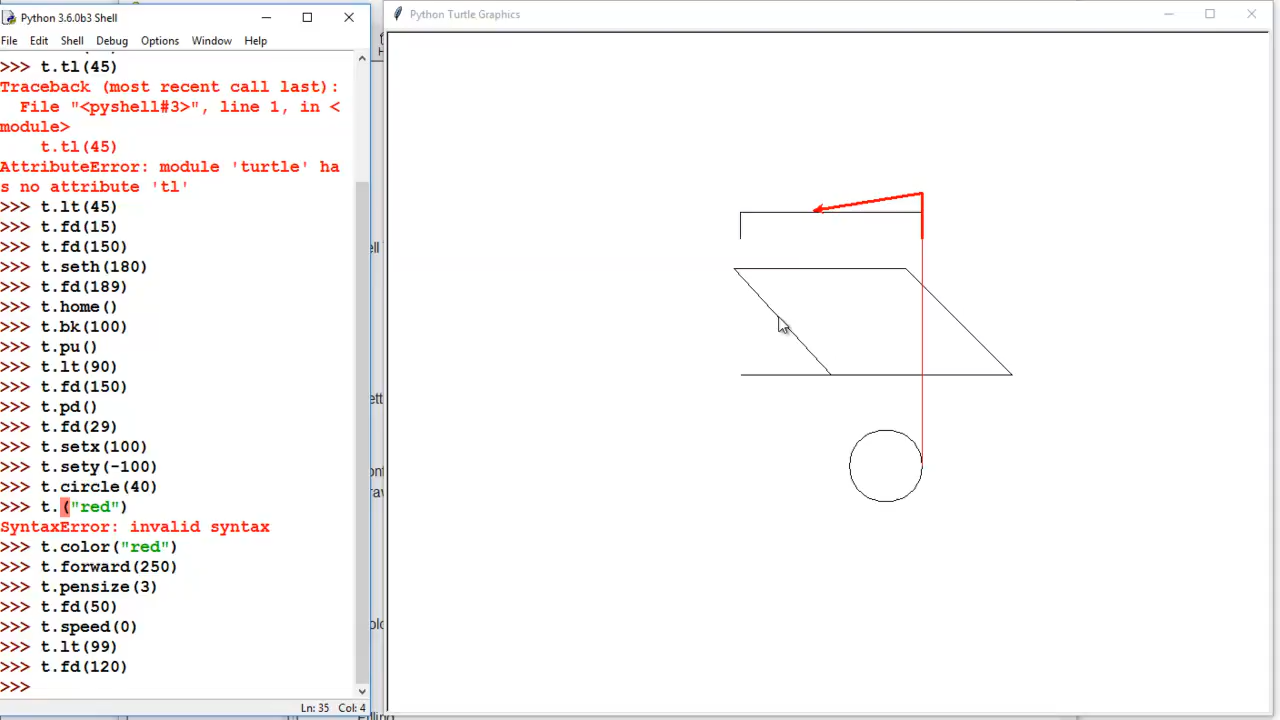 Python 3.6.0b3 Shell
File Edit Shell Debug Options Window Help
>>> t.tl(45)
Traceback (most recent call last):
  File "<pyshell#3>", line 1, in <
module>
    t.tl(45)
AttributeError: module 'turtle' ha
s no attribute 'tl'
>>> t.lt(45)
>>> t.fd(15)
>>> t.fd(150)
>>> t.seth(180)
>>> t.fd(189)
>>> t.home()
>>> t.bk(100)
>>> t.pu()
>>> t.lt(90)
>>> t.fd(150)
>>> t.pd()
>>> t.fd(29)
>>> t.setx(100)
>>> t.sety(-100)
>>> t.circle(40)
>>> t.("red")
SyntaxError: invalid syntax
>>> t.color("red")
>>> t.forward(250)
>>> t.pensize(3)
>>> t.fd(50)
>>> t.speed(0)
>>> t.lt(99)
>>> t.fd(120)
>>>
Ln: 35 Col: 4
Python Turtle Graphics